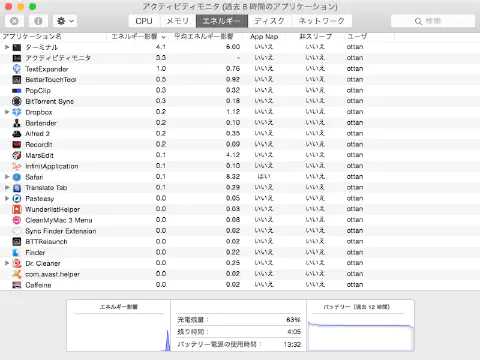 アクティビティモニタ (過去 8 時間のアプリケーション)
CPU メモリ エネルギー ディスク ネットワーク 検索
アプリケーション名 エネルギー影響 平均エネルギー影響 App Nap 非スリープ ユーザ
ターミナル 4.1 6.00 いいえ いいえ ottan
アクティビティモニタ 3.3 - いいえ いいえ ottan
TextExpander 1.0 0.76 いいえ いいえ ottan
BetterTouchTool 0.5 0.92 いいえ いいえ ottan
PopClip 0.3 0.32 いいえ いいえ ottan
BitTorrent Sync 0.3 0.18 いいえ いいえ ottan
Dropbox 0.2 1.12 いいえ いいえ ottan
Bartender 0.2 0.10 いいえ いいえ ottan
Alfred 2 0.2 0.35 いいえ いいえ ottan
RecordIt 0.2 0.09 いいえ いいえ ottan
MarsEdit 0.1 4.12 いいえ いいえ ottan
InfinitApplication 0.1 0.10 いいえ いいえ ottan
Safari 0.1 8.32 はい いいえ ottan
Translate Tab 0.1 0.29 いいえ いいえ ottan
Pasteasy 0.0 0.05 いいえ いいえ ottan
WunderlistHelper 0.0 0.03 いいえ いいえ ottan
CleanMyMac 3 Menu 0.0 0.08 いいえ いいえ ottan
Sync Finder Extension 0.0 0.02 いいえ いいえ ottan
BTTRelaunch 0.0 0.02 いいえ いいえ ottan
Finder 0.0 0.22 いいえ いいえ ottan
Dr. Cleaner 0.0 0.25 いいえ いいえ ottan
com.avast.helper 0.0 0.02 いいえ いいえ ottan
Caffeine 0.0 0.02 いいえ いいえ ottan
エネルギー影響
充電残量： 63%
残り時間： 4:05
バッテリー電源の使用時間： 13:32
バッテリー（過去 12 時間）